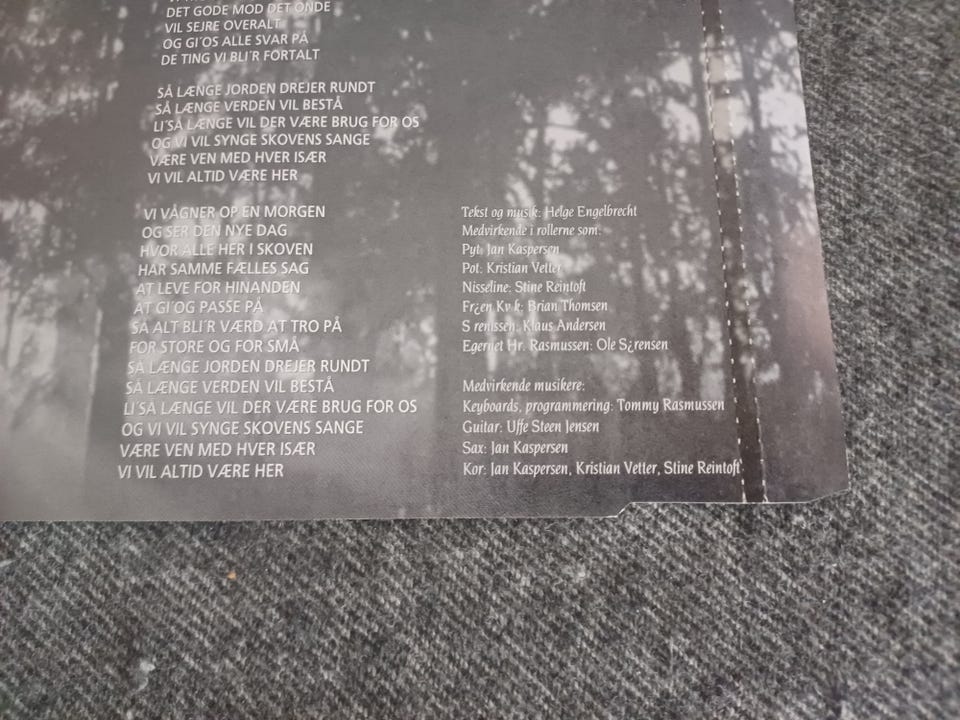 DET GODE MOD DET ONDE
VIL SEJRE OVERALT
OG GI'OS ALLE SVAR PÅ
DE TING VI BLI'R FORTALT
SÅ LÆNGE JORDEN DREJER RUNDT
SÅ LÆNGE VERDEN VIL BESTÅ
LI'SÅ LÆNGE VIL DER VÆRE BRUG FOR OS
OG VI VIL SYNGE SKOVENS SANGE
VÆRE VEN MED HVER ISÆR
VI VIL ALTID VÆRE HER
VI VÅGNER OP EN MORGEN
OG SER DEN NYE DAG
HVOR ALLE HER I SKOVEN
HAR SAMME FÆLLES SAG
AT LEVE FOR HINANDEN
AT GI'OG PASSE PÅ
SÅ ALT BLI'R VÆRD AT TRO PÅ
FOR STORE OG FOR SMÅ
SÅ LÆNGE JORDEN DREJER RUNDT
SÅ LÆNGE VERDEN VIL BESTÅ
LI'SÅ LÆNGE VIL DER VÆRE BRUG FOR OS
OG VI VIL SYNGE SKOVENS SANGE
VÆRE VEN MED HVER ISÆR
VI VIL ALTID VÆRE HER
Tekst og musik: Helge Engelbrecht
Medvirkende i rollerne som:
Pyt: Jan Kaspersen
Pot: Kristian Vetter
Nisseline: Stine Reintoft
Fr¿en Kv k: Brian Thomsen
S renissen: Klaus Andersen
Egernet Hr. Rasmussen: Ole S¿rensen
Medvirkende musikere:
Keyboards, programmering: Tommy Rasmussen
Guitar: Uffe Steen Jensen
Sax: Jan Kaspersen
Kor: Jan Kaspersen, Kristian Vetter, Stine Reintoft